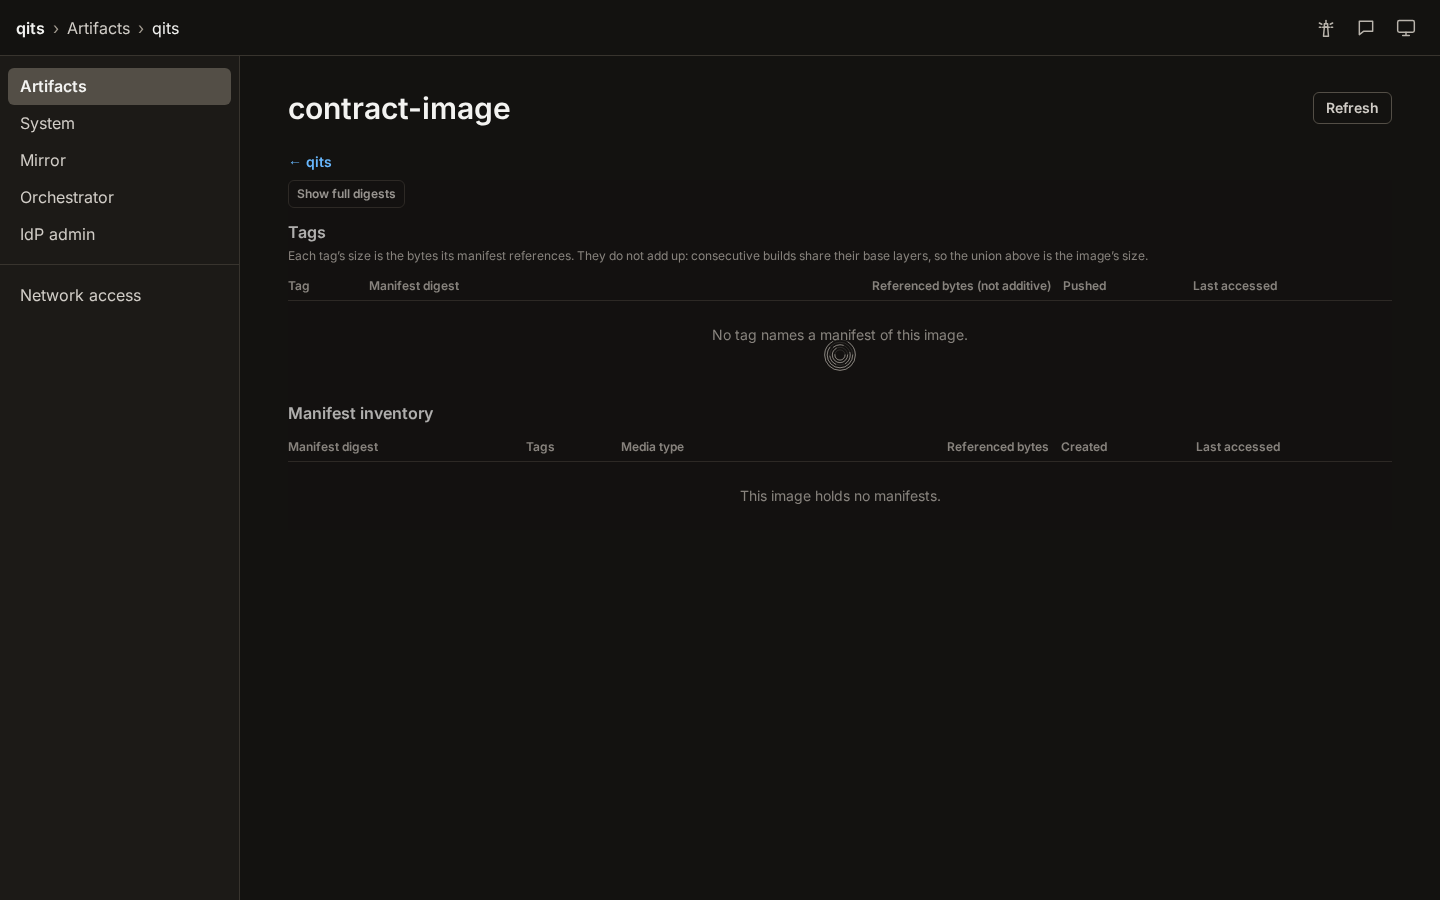 qits › Artifacts › qits
Artifacts
System
Mirror
Orchestrator
IdP admin
Network access
contract-image
Refresh
← qits
Show full digests
Tags
Each tag’s size is the bytes its manifest references. They do not add up: consecutive builds share their base layers, so the union above is the image’s size.
Tag Manifest digest Referenced bytes (not additive) Pushed Last accessed
No tag names a manifest of this image.
Manifest inventory
Manifest digest Tags Media type Referenced bytes Created Last accessed
This image holds no manifests.